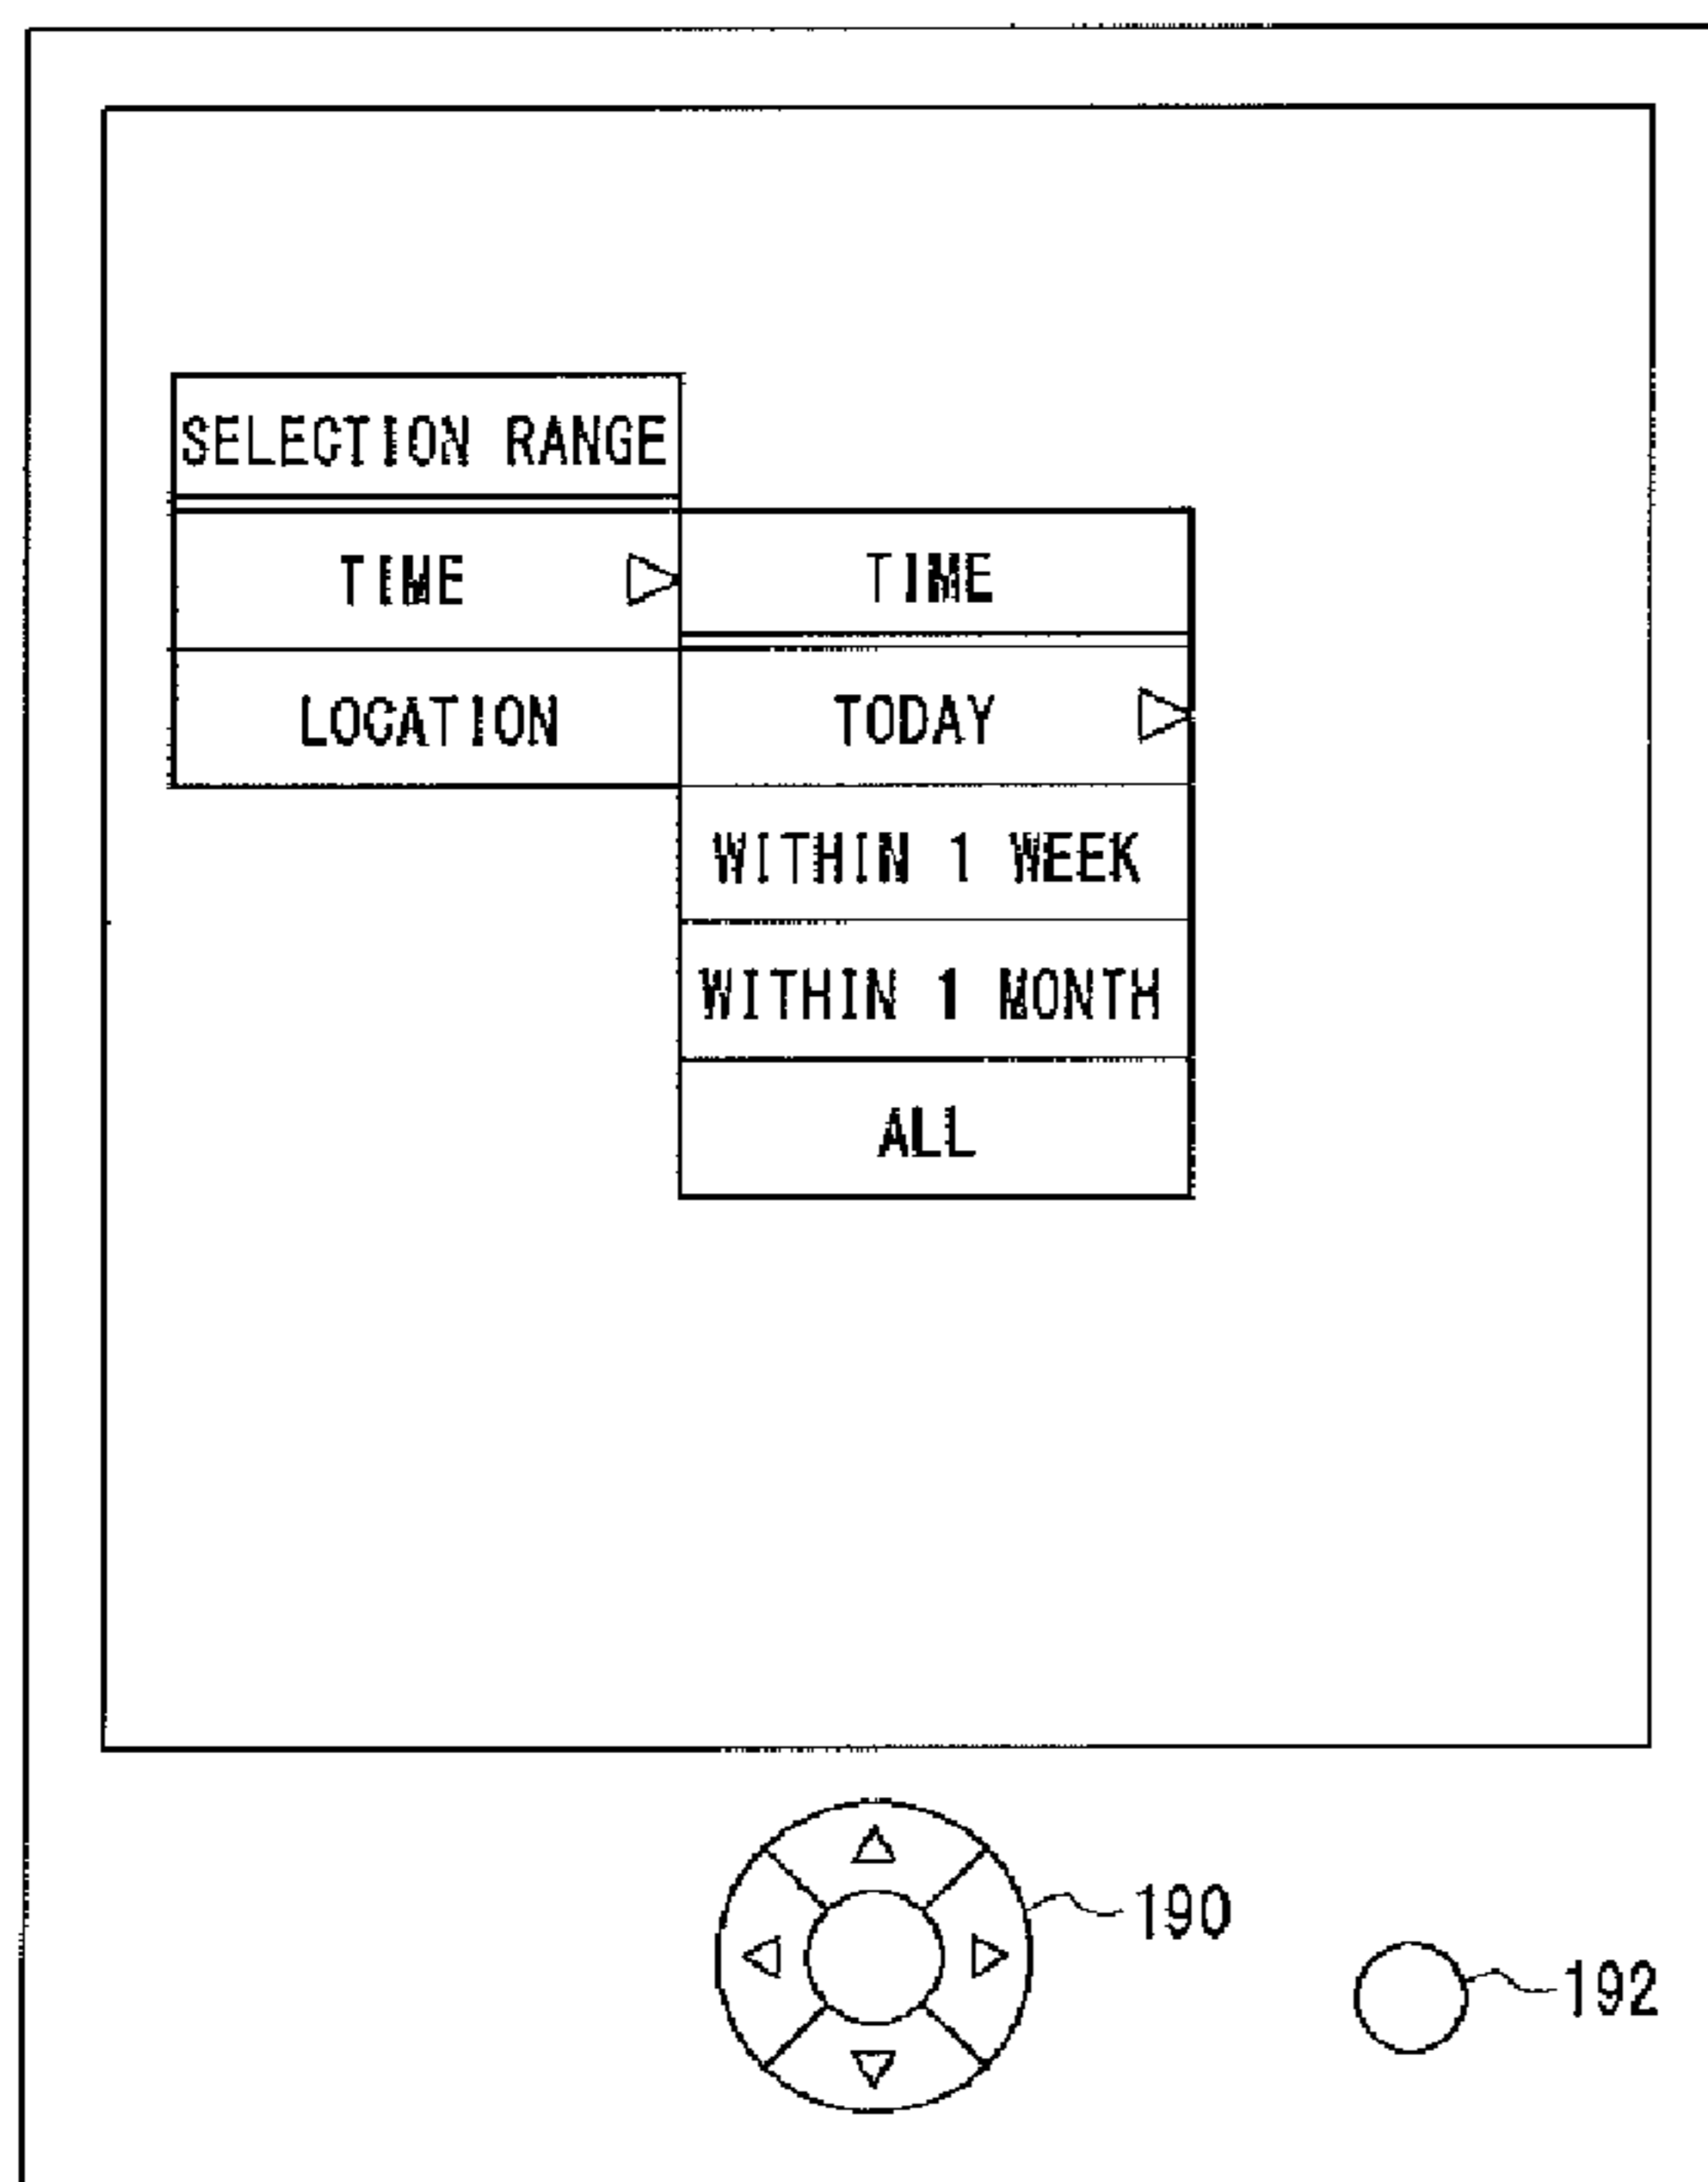 SELECTION RANGE
TIME
LOCATION
TIME
TODAY
WITHIN 1 WEEK
WITHIN 1 MONTH
ALL
190
192